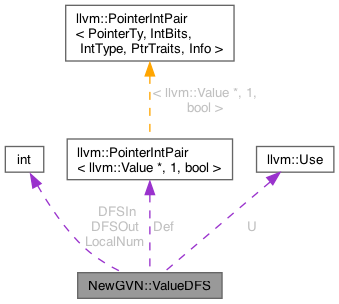 llvm::PointerIntPair
< PointerTy, IntBits,
IntType, PtrTraits, Info >
< llvm::Value *, 1,
bool >
int
llvm::PointerIntPair
< llvm::Value *, 1, bool >
llvm::Use
DFSIn
DFSOut
LocalNum
Def
U
NewGVN::ValueDFS